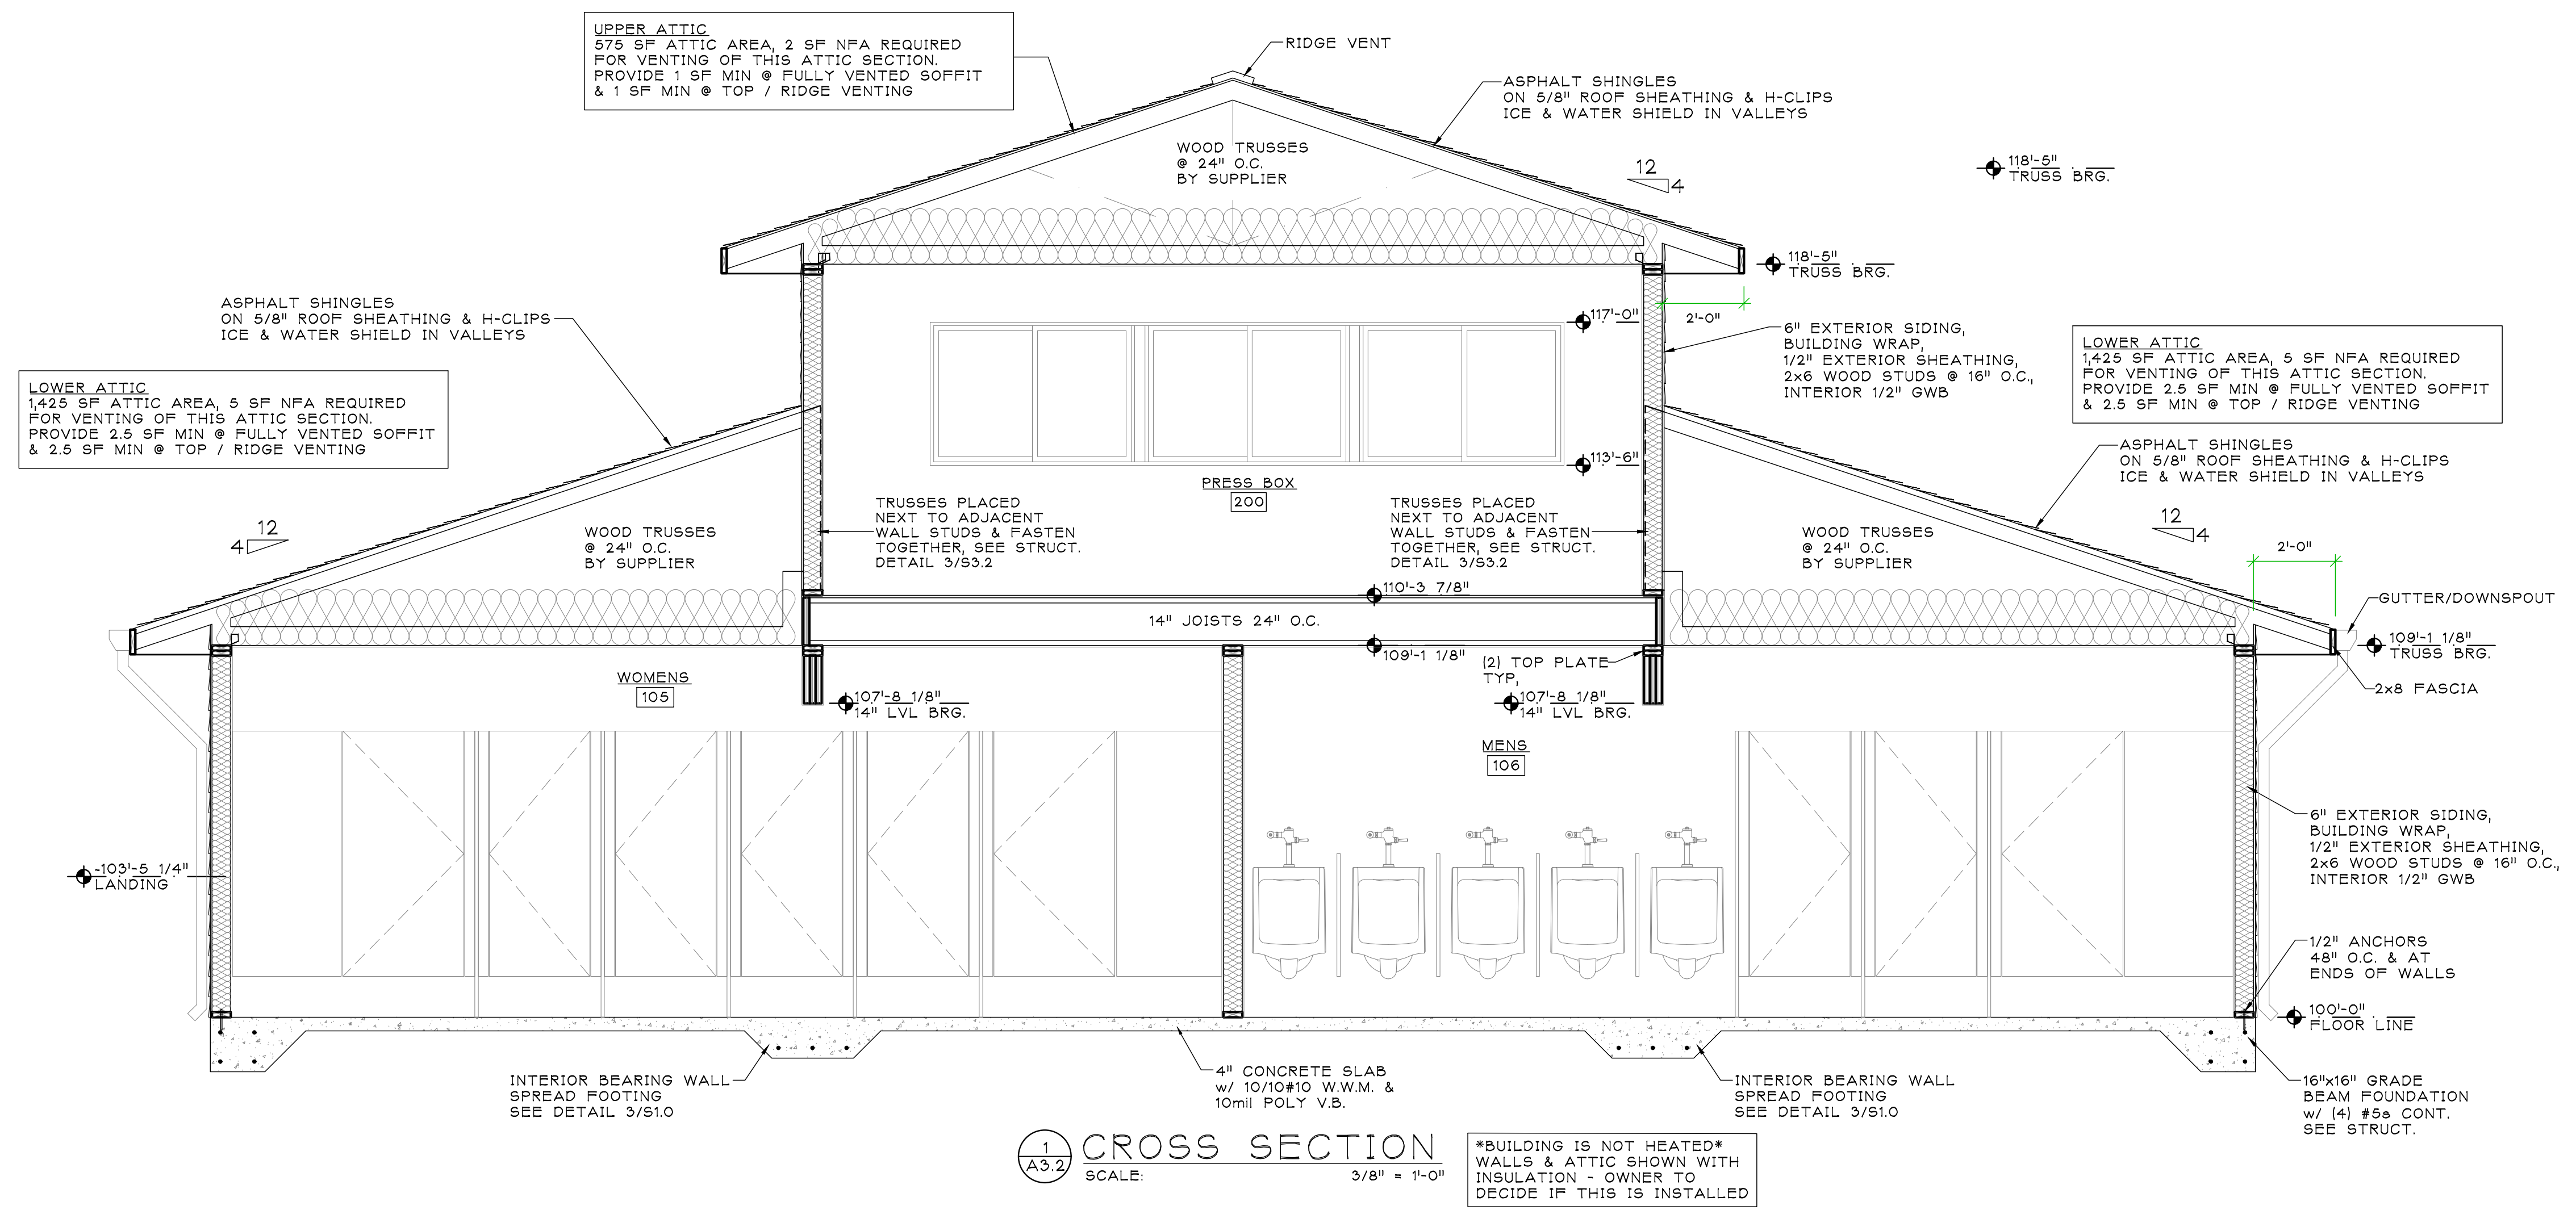 UPPER ATTIC
575 SF ATTIC AREA, 2 SF NFA REQUIRED
FOR VENTING OF THIS ATTIC SECTION.
PROVIDE 1 SF MIN @ FULLY VENTED SOFFIT
& 1 SF MIN @ TOP / RIDGE VENTING
RIDGE VENT
ASPHALT SHINGLES
ON 5/8" ROOF SHEATHING & H-CLIPS
ICE & WATER SHIELD IN VALLEYS
WOOD TRUSSES
@ 24" O.C.
BY SUPPLIER
12
4
118'-5"
TRUSS BRG.
118'-5"
TRUSS BRG.
2'-0"
ASPHALT SHINGLES
ON 5/8" ROOF SHEATHING & H-CLIPS
ICE & WATER SHIELD IN VALLEYS
117'-0"
6" EXTERIOR SIDING,
BUILDING WRAP,
1/2" EXTERIOR SHEATHING,
2x6 WOOD STUDS @ 16" O.C.,
INTERIOR 1/2" GWB
LOWER ATTIC
1,425 SF ATTIC AREA, 5 SF NFA REQUIRED
FOR VENTING OF THIS ATTIC SECTION.
PROVIDE 2.5 SF MIN @ FULLY VENTED SOFFIT
& 2.5 SF MIN @ TOP / RIDGE VENTING
LOWER ATTIC
1,425 SF ATTIC AREA, 5 SF NFA REQUIRED
FOR VENTING OF THIS ATTIC SECTION.
PROVIDE 2.5 SF MIN @ FULLY VENTED SOFFIT
& 2.5 SF MIN @ TOP / RIDGE VENTING
113'-6"
ASPHALT SHINGLES
ON 5/8" ROOF SHEATHING & H-CLIPS
ICE & WATER SHIELD IN VALLEYS
PRESS BOX
200
TRUSSES PLACED
NEXT TO ADJACENT
WALL STUDS & FASTEN
TOGETHER, SEE STRUCT.
DETAIL 3/S3.2
TRUSSES PLACED
NEXT TO ADJACENT
WALL STUDS & FASTEN
TOGETHER, SEE STRUCT.
DETAIL 3/S3.2
12
4
WOOD TRUSSES
@ 24" O.C.
BY SUPPLIER
WOOD TRUSSES
@ 24" O.C.
BY SUPPLIER
12
4
2'-0"
110'-3 7/8"
14" JOISTS 24" O.C.
GUTTER/DOWNSPOUT
109'-1 1/8"
TRUSS BRG.
109'-1 1/8"
(2) TOP PLATE
TYP,
2x8 FASCIA
WOMENS
105
107'-8 1/8"
14" LVL BRG.
107'-8 1/8"
14" LVL BRG.
MENS
106
6" EXTERIOR SIDING,
BUILDING WRAP,
1/2" EXTERIOR SHEATHING,
2x6 WOOD STUDS @ 16" O.C.,
INTERIOR 1/2" GWB
-103'-5 1/4"
LANDING
1/2" ANCHORS
48" O.C. & AT
ENDS OF WALLS
100'-0"
FLOOR LINE
INTERIOR BEARING WALL
SPREAD FOOTING
SEE DETAIL 3/S1.0
4" CONCRETE SLAB
w/ 10/10#10 W.W.M. &
10mil POLY V.B.
INTERIOR BEARING WALL
SPREAD FOOTING
SEE DETAIL 3/S1.0
16"x16" GRADE
BEAM FOUNDATION
w/ (4) #5s CONT.
SEE STRUCT.
1
A3.2
CROSS SECTION
SCALE: 3/8" = 1'-0"
*BUILDING IS NOT HEATED*
WALLS & ATTIC SHOWN WITH
INSULATION - OWNER TO
DECIDE IF THIS IS INSTALLED